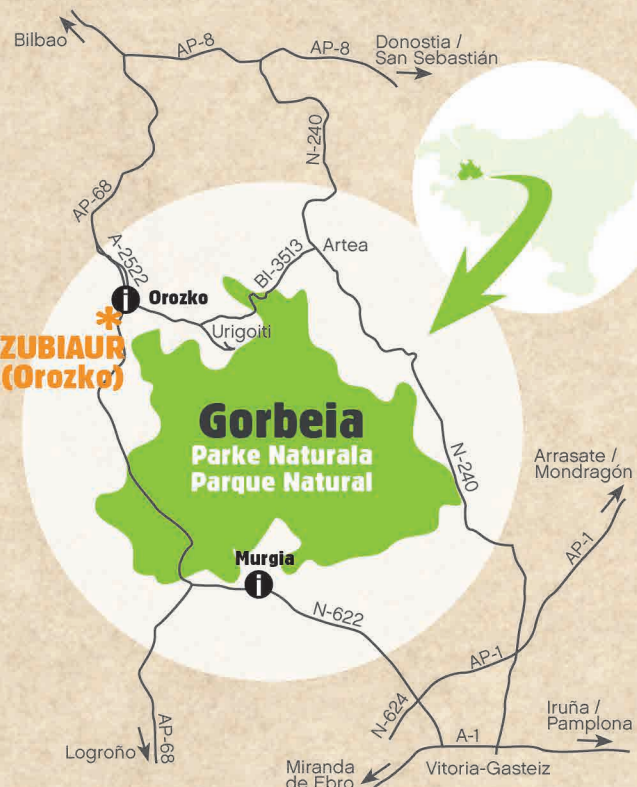 Bilbao
AP-8
AP-8
Donostia /
San Sebastián
N-240
AP-68
A-2522
BI-3513
Artea
i
Orozko
Urigoiti
ZUBIAUR
(Orozko)
Gorbeia
Parke Naturala
Parque Natural
N-240
Arrasate /
Mondragón
AP-1
Murgia
i
N-622
AP-1
N-624
Iruña /
Pamplona
A-1
AP-68
Logroño
Vitoria-Gasteiz
Miranda
de Ebro